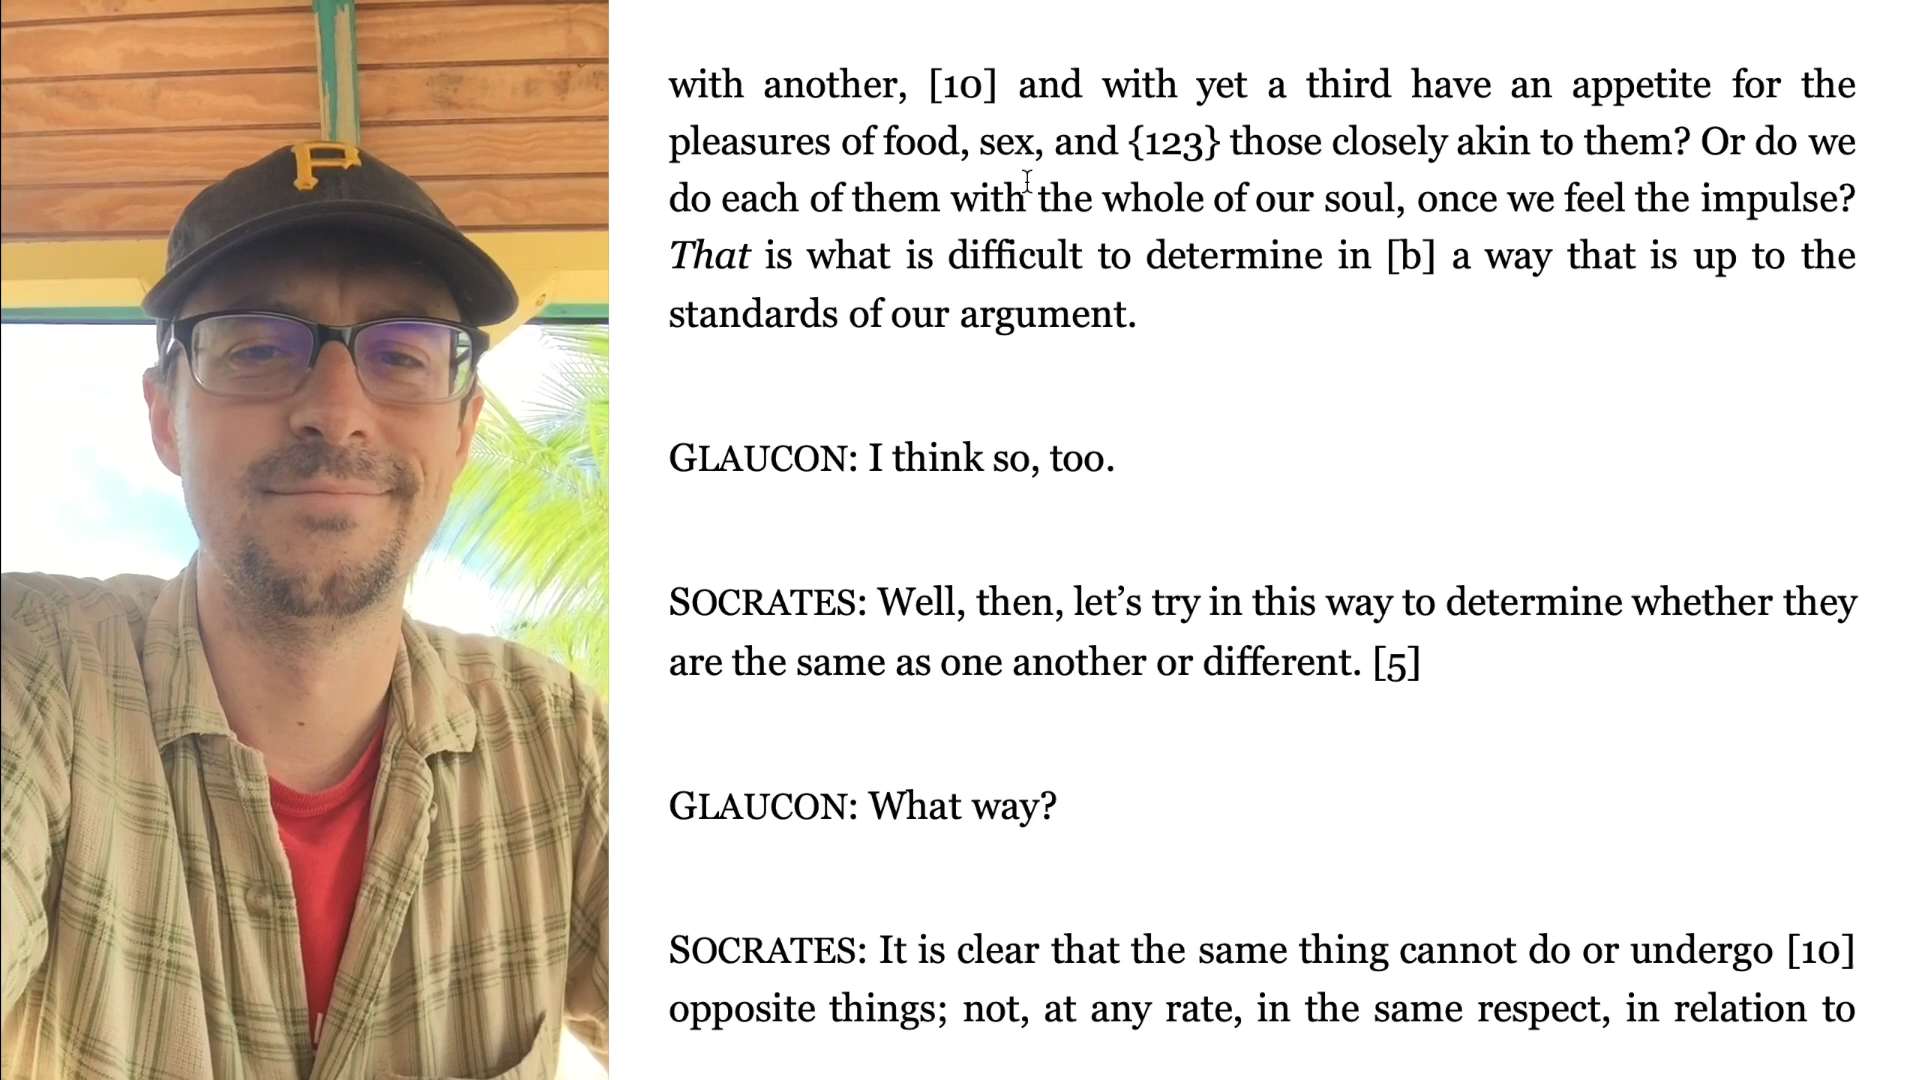 P
with another, [10] and with yet a third have an appetite for the
pleasures of food, sex, and {123} those closely akin to them? Or do we
do each of them with the whole of our soul, once we feel the impulse?
That is what is difficult to determine in [b] a way that is up to the
standards of our argument.
GLAUCON: I think so, too.
SOCRATES: Well, then, let’s try in this way to determine whether they
are the same as one another or different. [5]
GLAUCON: What way?
SOCRATES: It is clear that the same thing cannot do or undergo [10]
opposite things; not, at any rate, in the same respect, in relation to